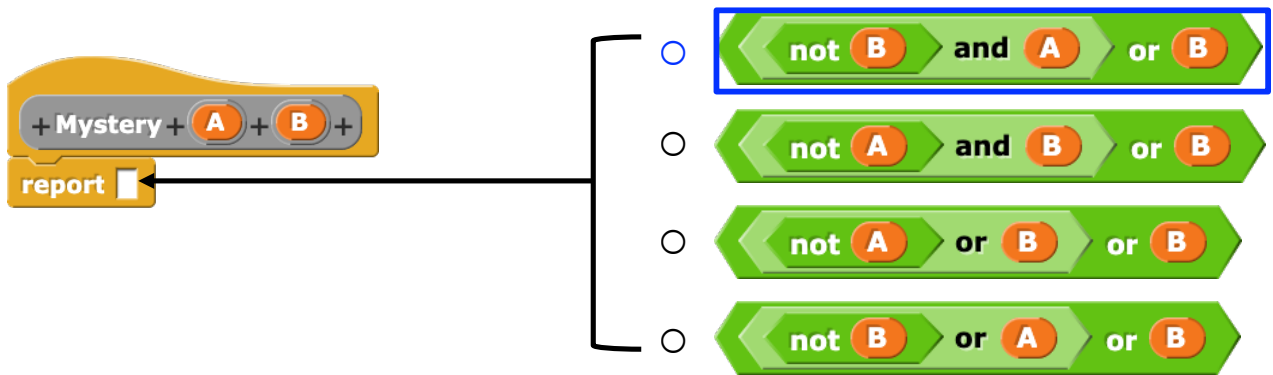 + Mystery + A + B +
report
not B and A or B
not A and B or B
not A or B or B
not B or A or B